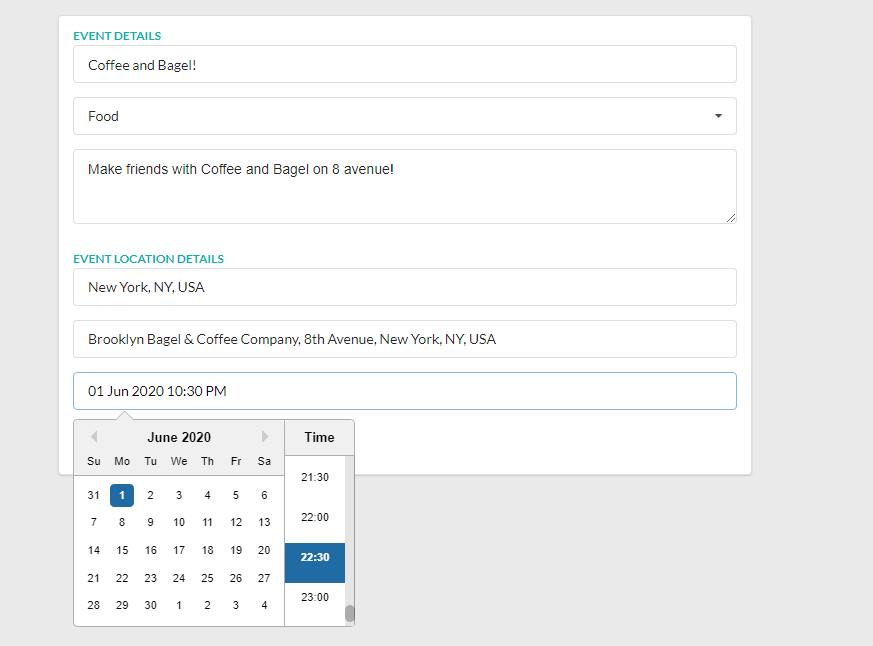 EVENT DETAILS
Coffee and Bagel!
Food
Make friends with Coffee and Bagel on 8 avenue!
EVENT LOCATION DETAILS
New York, NY, USA
Brooklyn Bagel & Coffee Company, 8th Avenue, New York, NY, USA
01 Jun 2020 10:30 PM
June 2020
Su Mo Tu We Th Fr Sa
31 1 2 3 4 5 6
7 8 9 10 11 12 13
14 15 16 17 18 19 20
21 22 23 24 25 26 27
28 29 30 1 2 3 4
Time
21:30
22:00
22:30
23:00